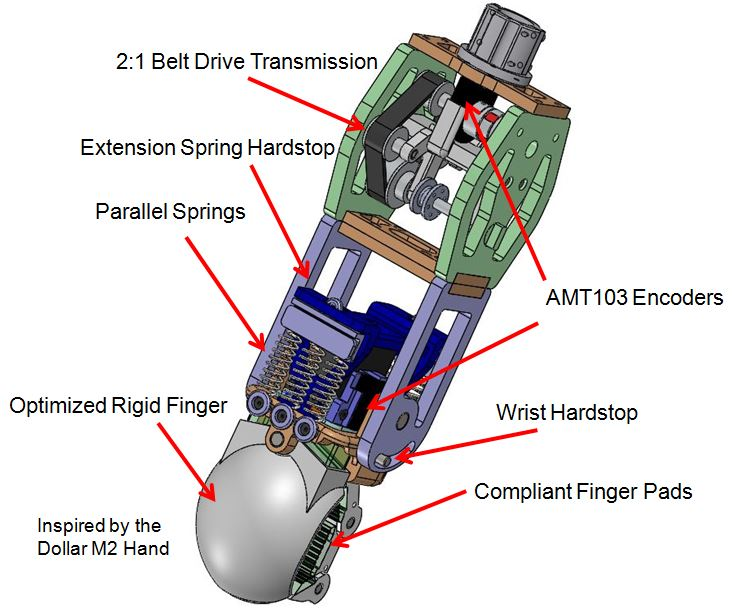 2:1 Belt Drive Transmission
Extension Spring Hardstop
Parallel Springs
AMT103 Encoders
Optimized Rigid Finger
Wrist Hardstop
Compliant Finger Pads
Inspired by the
Dollar M2 Hand